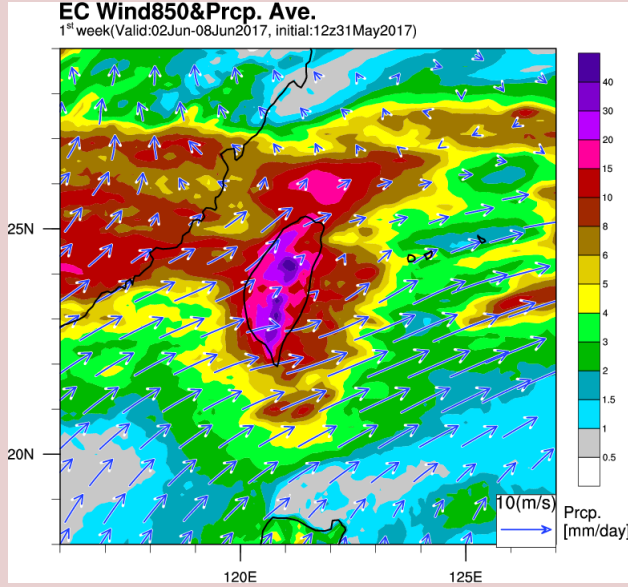 EC Wind850&Prcp. Ave.
1st week(Valid:02Jun-08Jun2017, initial:12z31May2017)
40
30
20
15
10
8
6
5
4
3
2
1.5
1
0.5
25N
20N
120E
125E
10(m/s)
Prcp.
[mm/day]